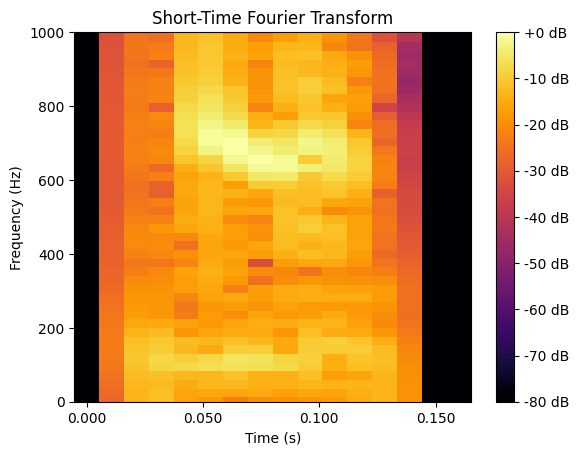 Short-Time Fourier Transform
Frequency (Hz)
1000
800
600
400
200
0
0.000
0.050
0.100
0.150
Time (s)
+0 dB
-10 dB
-20 dB
-30 dB
-40 dB
-50 dB
-60 dB
-70 dB
-80 dB